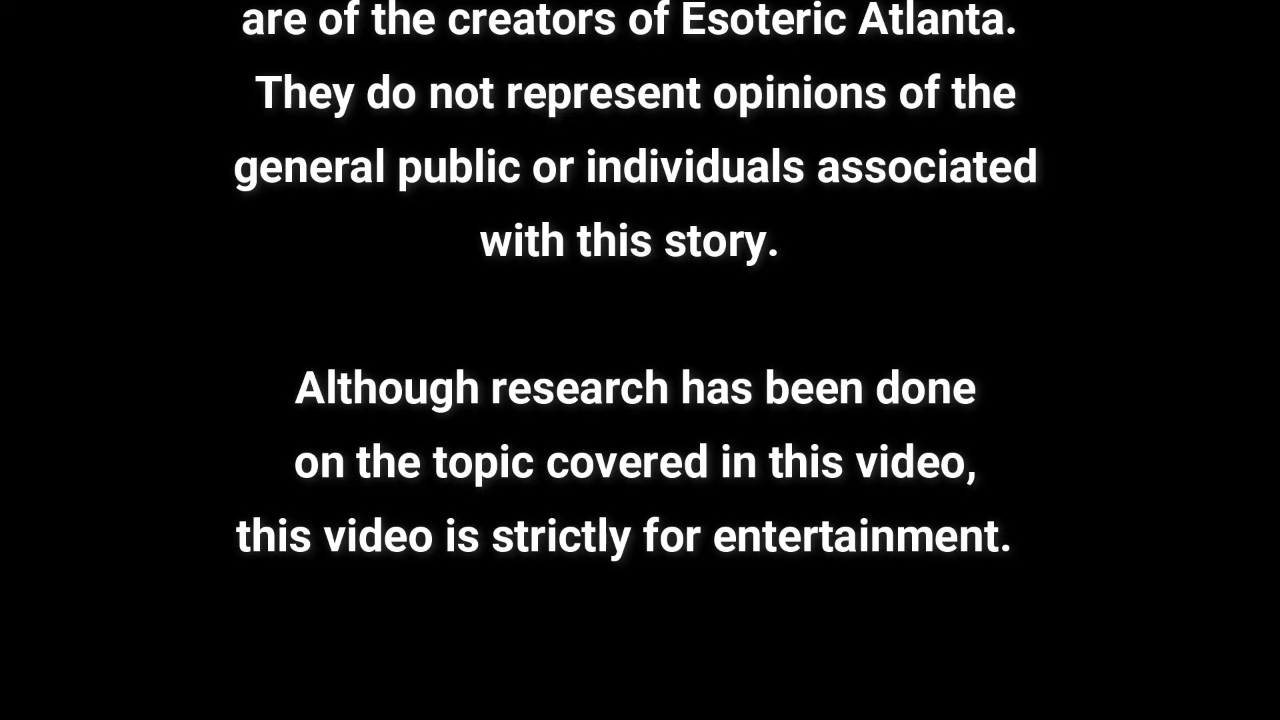 are of the creators of Esoteric Atlanta.
They do not represent opinions of the
general public or individuals associated
with this story.
Although research has been done
on the topic covered in this video,
this video is strictly for entertainment.